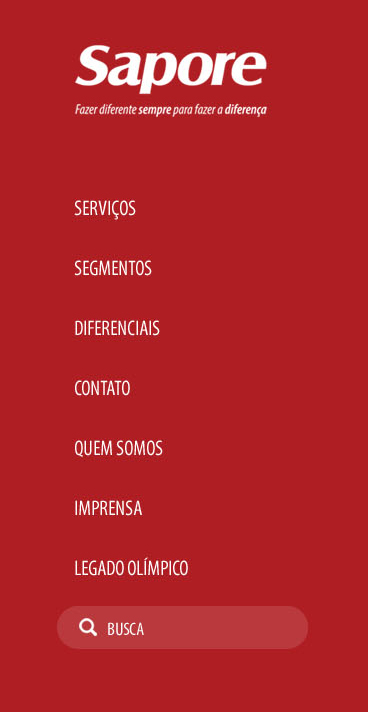 Sapore
Fazer diferente sempre para fazer a diferença
SERVIÇOS
SEGMENTOS
DIFERENCIAIS
CONTATO
QUEM SOMOS
IMPRENSA
LEGADO OLÍMPICO
BUSCA